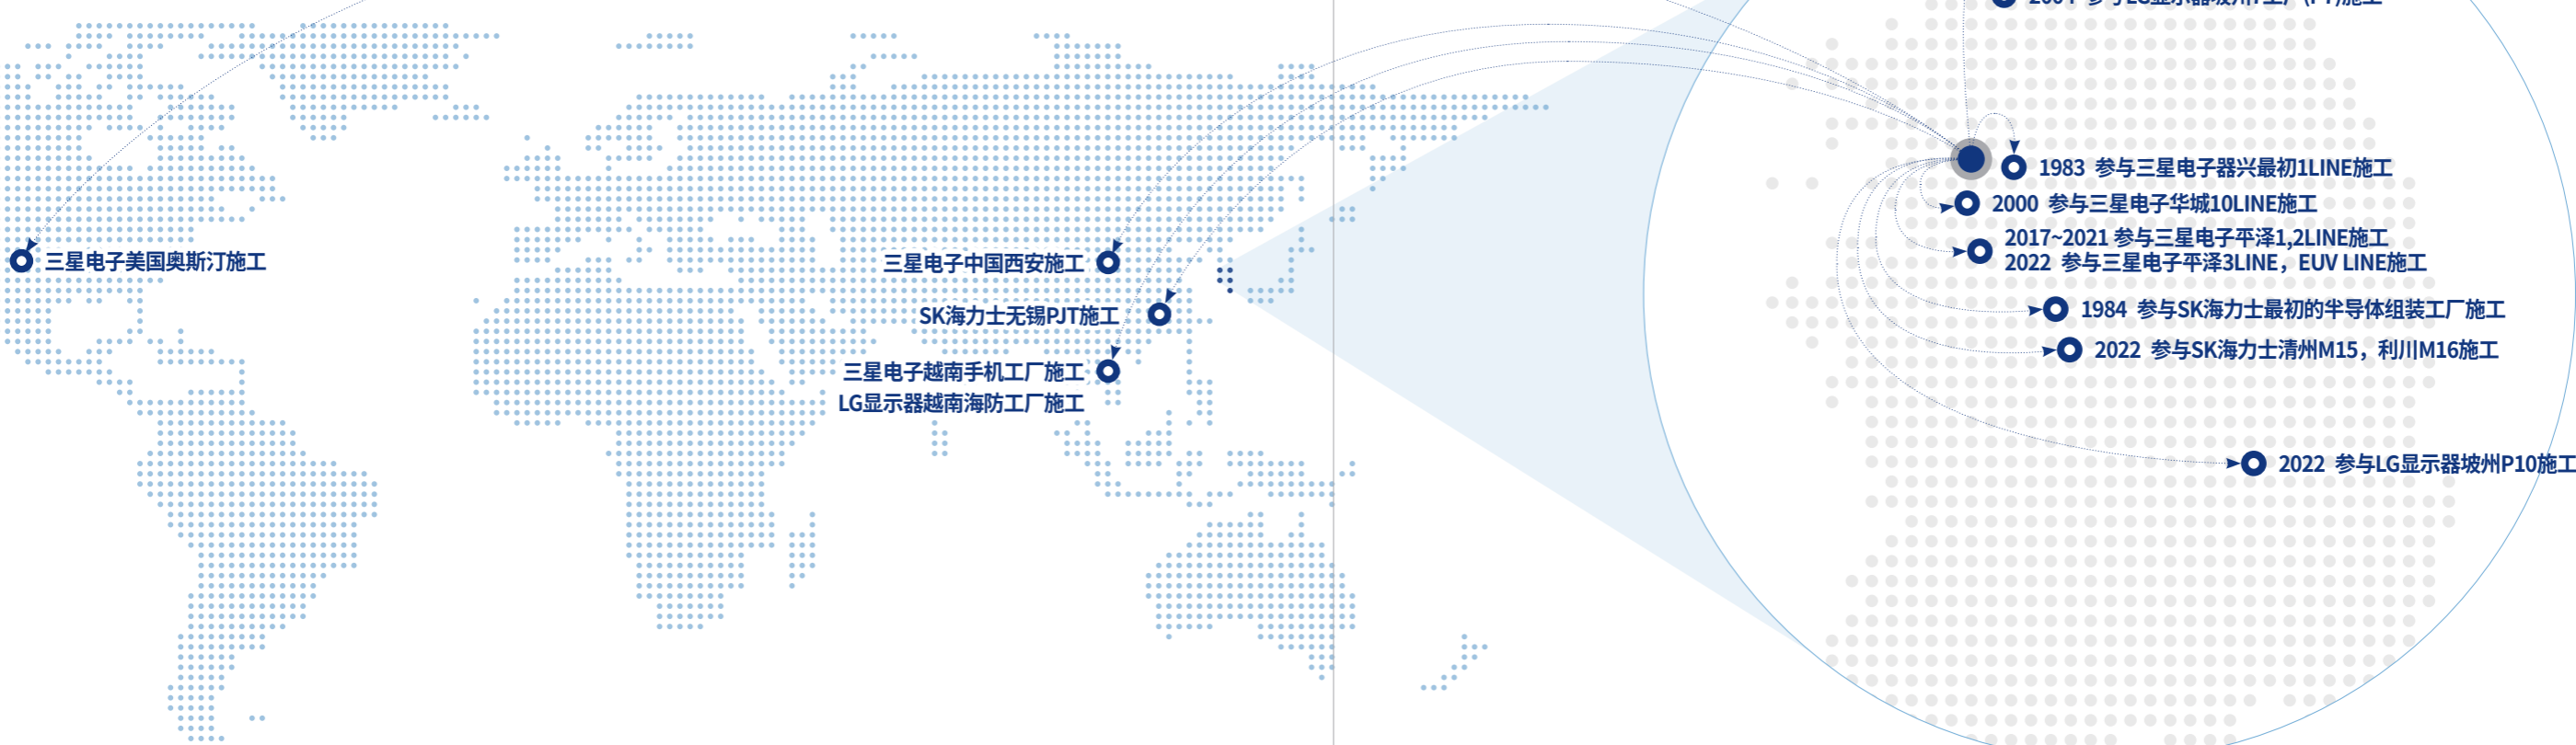 三星电子美国奥斯汀施工
三星电子中国西安施工
SK海力士无锡PJT施工
三星电子越南手机工厂施工
LG显示器越南海防工厂施工
1983 参与三星电子器兴最初1LINE施工
2000 参与三星电子华城10LINE施工
2017~2021 参与三星电子平泽1,2LINE施工
2022 参与三星电子平泽3LINE，EUV LINE施工
1984 参与SK海力士最初的半导体组装工厂施工
2022 参与SK海力士清州M15，利川M16施工
2022 参与LG显示器坡州P10施工